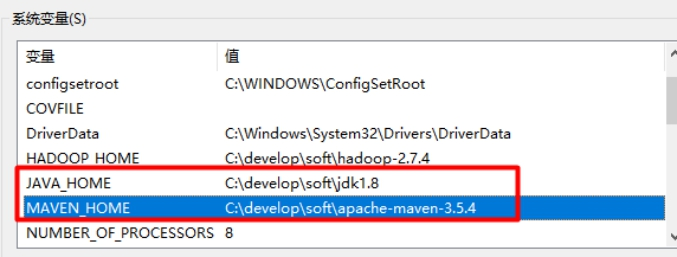 系统变量(S)
变量 值
configsetroot C:\WINDOWS\ConfigSetRoot
COVFILE
DriverData C:\Windows\System32\Drivers\DriverData
HADOOP_HOME C:\develop\soft\hadoop-2.7.4
JAVA_HOME C:\develop\soft\jdk1.8
MAVEN_HOME C:\develop\soft\apache-maven-3.5.4
NUMBER_OF_PROCESSORS 8